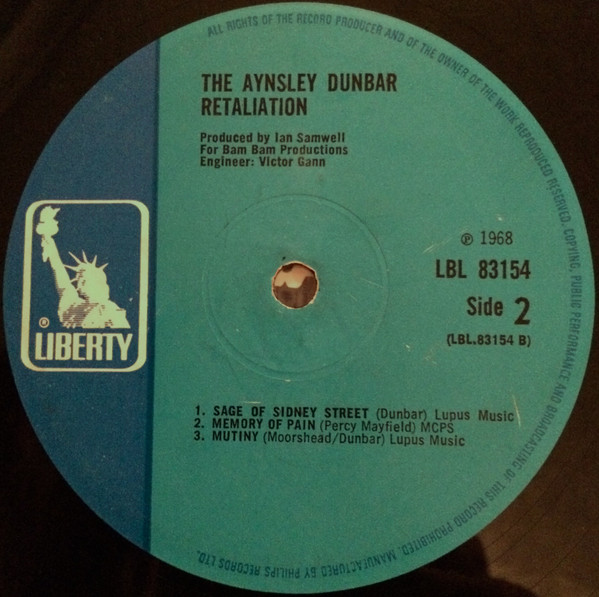 ALL RIGHTS OF THE RECORD PRODUCER AND OF THE OWNER OF THE WORK REPRODUCED RESERVED. COPYING, PUBLIC PERFORMANCE AND BROADCASTING OF THIS RECORD PROHIBITED. MANUFACTURED BY PHILIPS RECORDS LTD.
THE AYNSLEY DUNBAR
RETALIATION
Produced by Ian Samwell
For Bam Bam Productions
Engineer: Victor Gann
℗ 1968
LBL 83154
Side 2
(LBL.83154 B)
®
LIBERTY
1. SAGE OF SIDNEY STREET (Dunbar) Lupus Music
2. MEMORY OF PAIN (Percy Mayfield) MCPS
3. MUTINY (Moorshead/Dunbar) Lupus Music